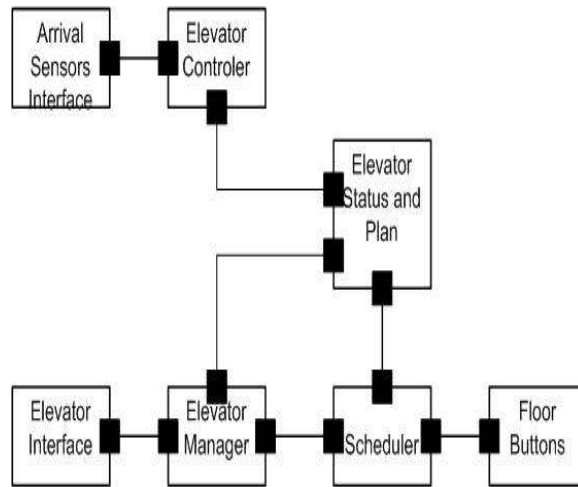 Arrival
Sensors
Interface
Elevator
Controler
Elevator
Status and
Plan
Elevator
Interface
Elevator
Manager
Scheduler
Floor
Buttons